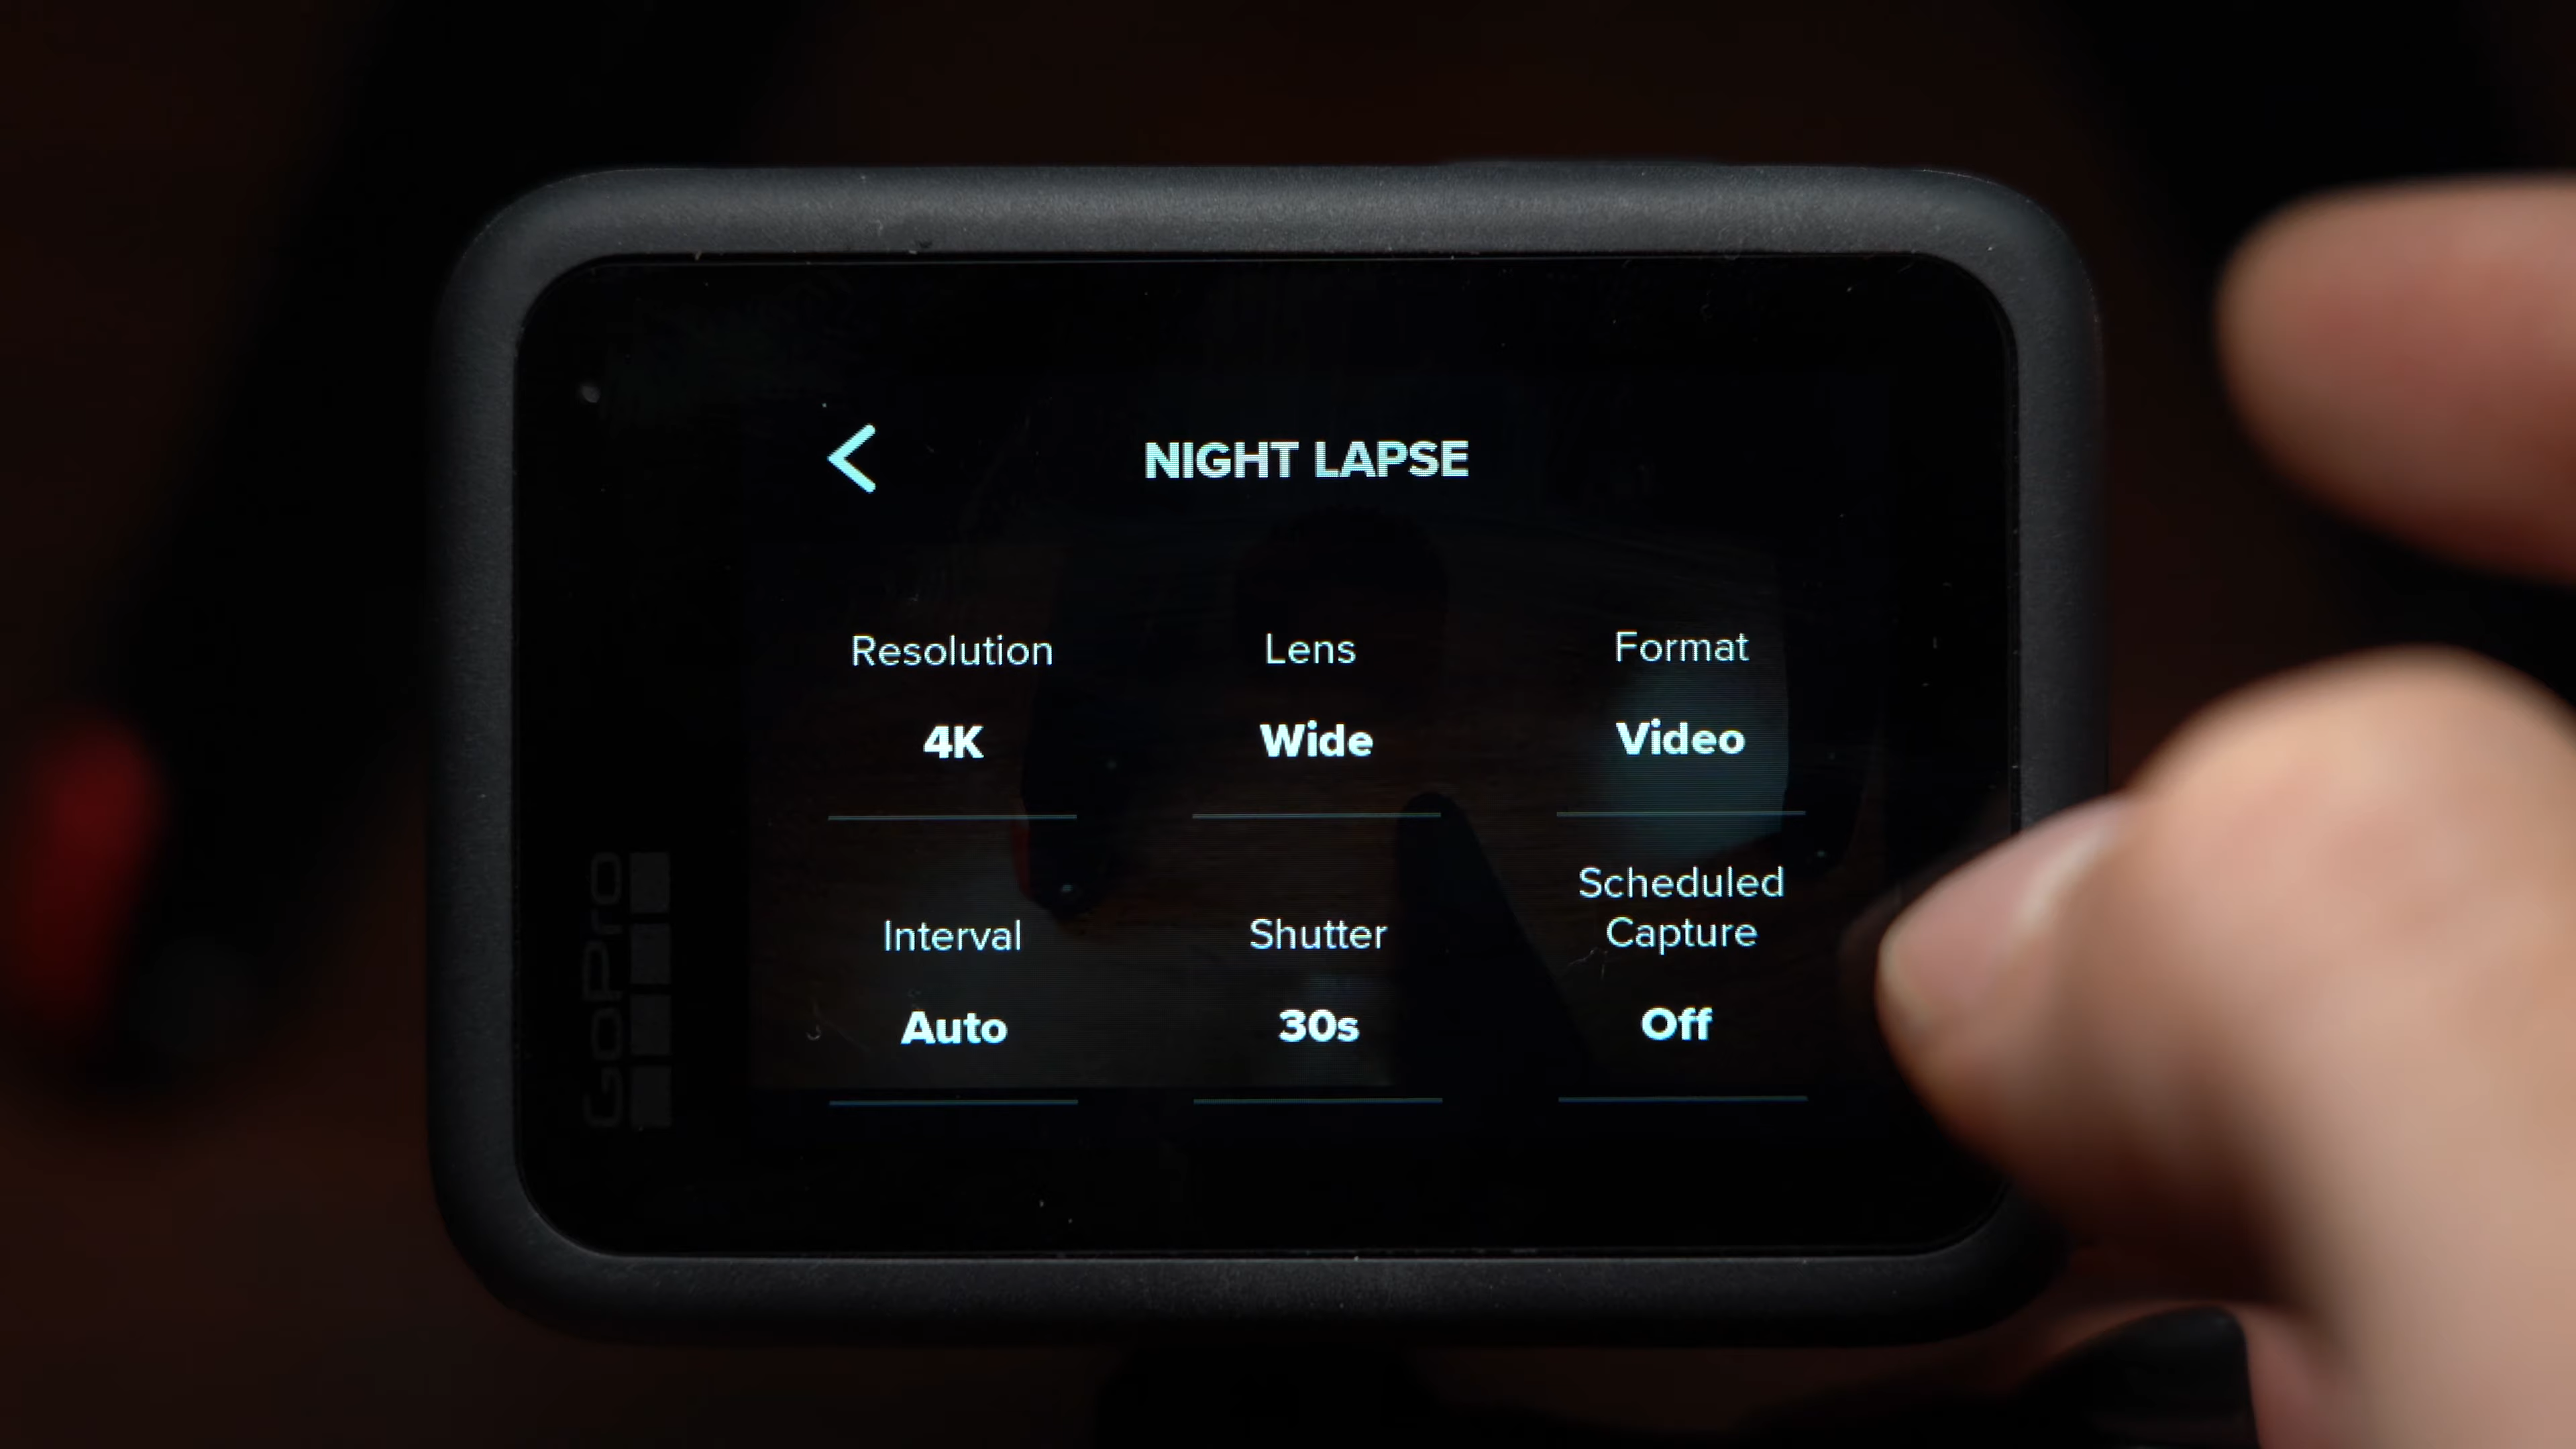 NIGHT LAPSE
Resolution
4K
Lens
Wide
Format
Video
Interval
Auto
Shutter
30s
Scheduled
Capture
Off
GoPro